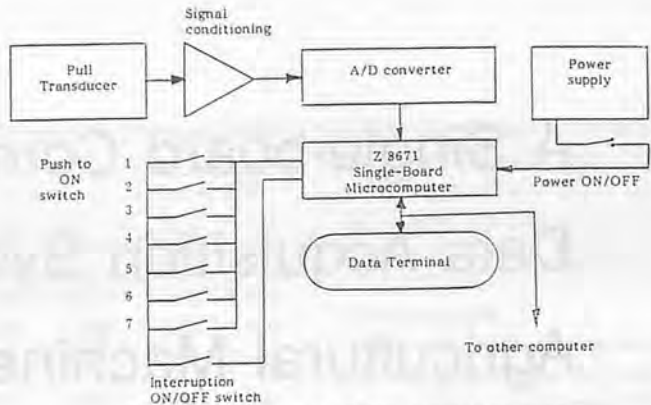 Signal
conditioning
Pull
Transducer
A/D converter
Power
supply
Z 8671
Single-Board
Microcomputer
Power ON/OFF
Push to
ON
switch
1
2
3
4
5
6
7
Data Terminal
To other computer
Interruption
ON/OFF switch